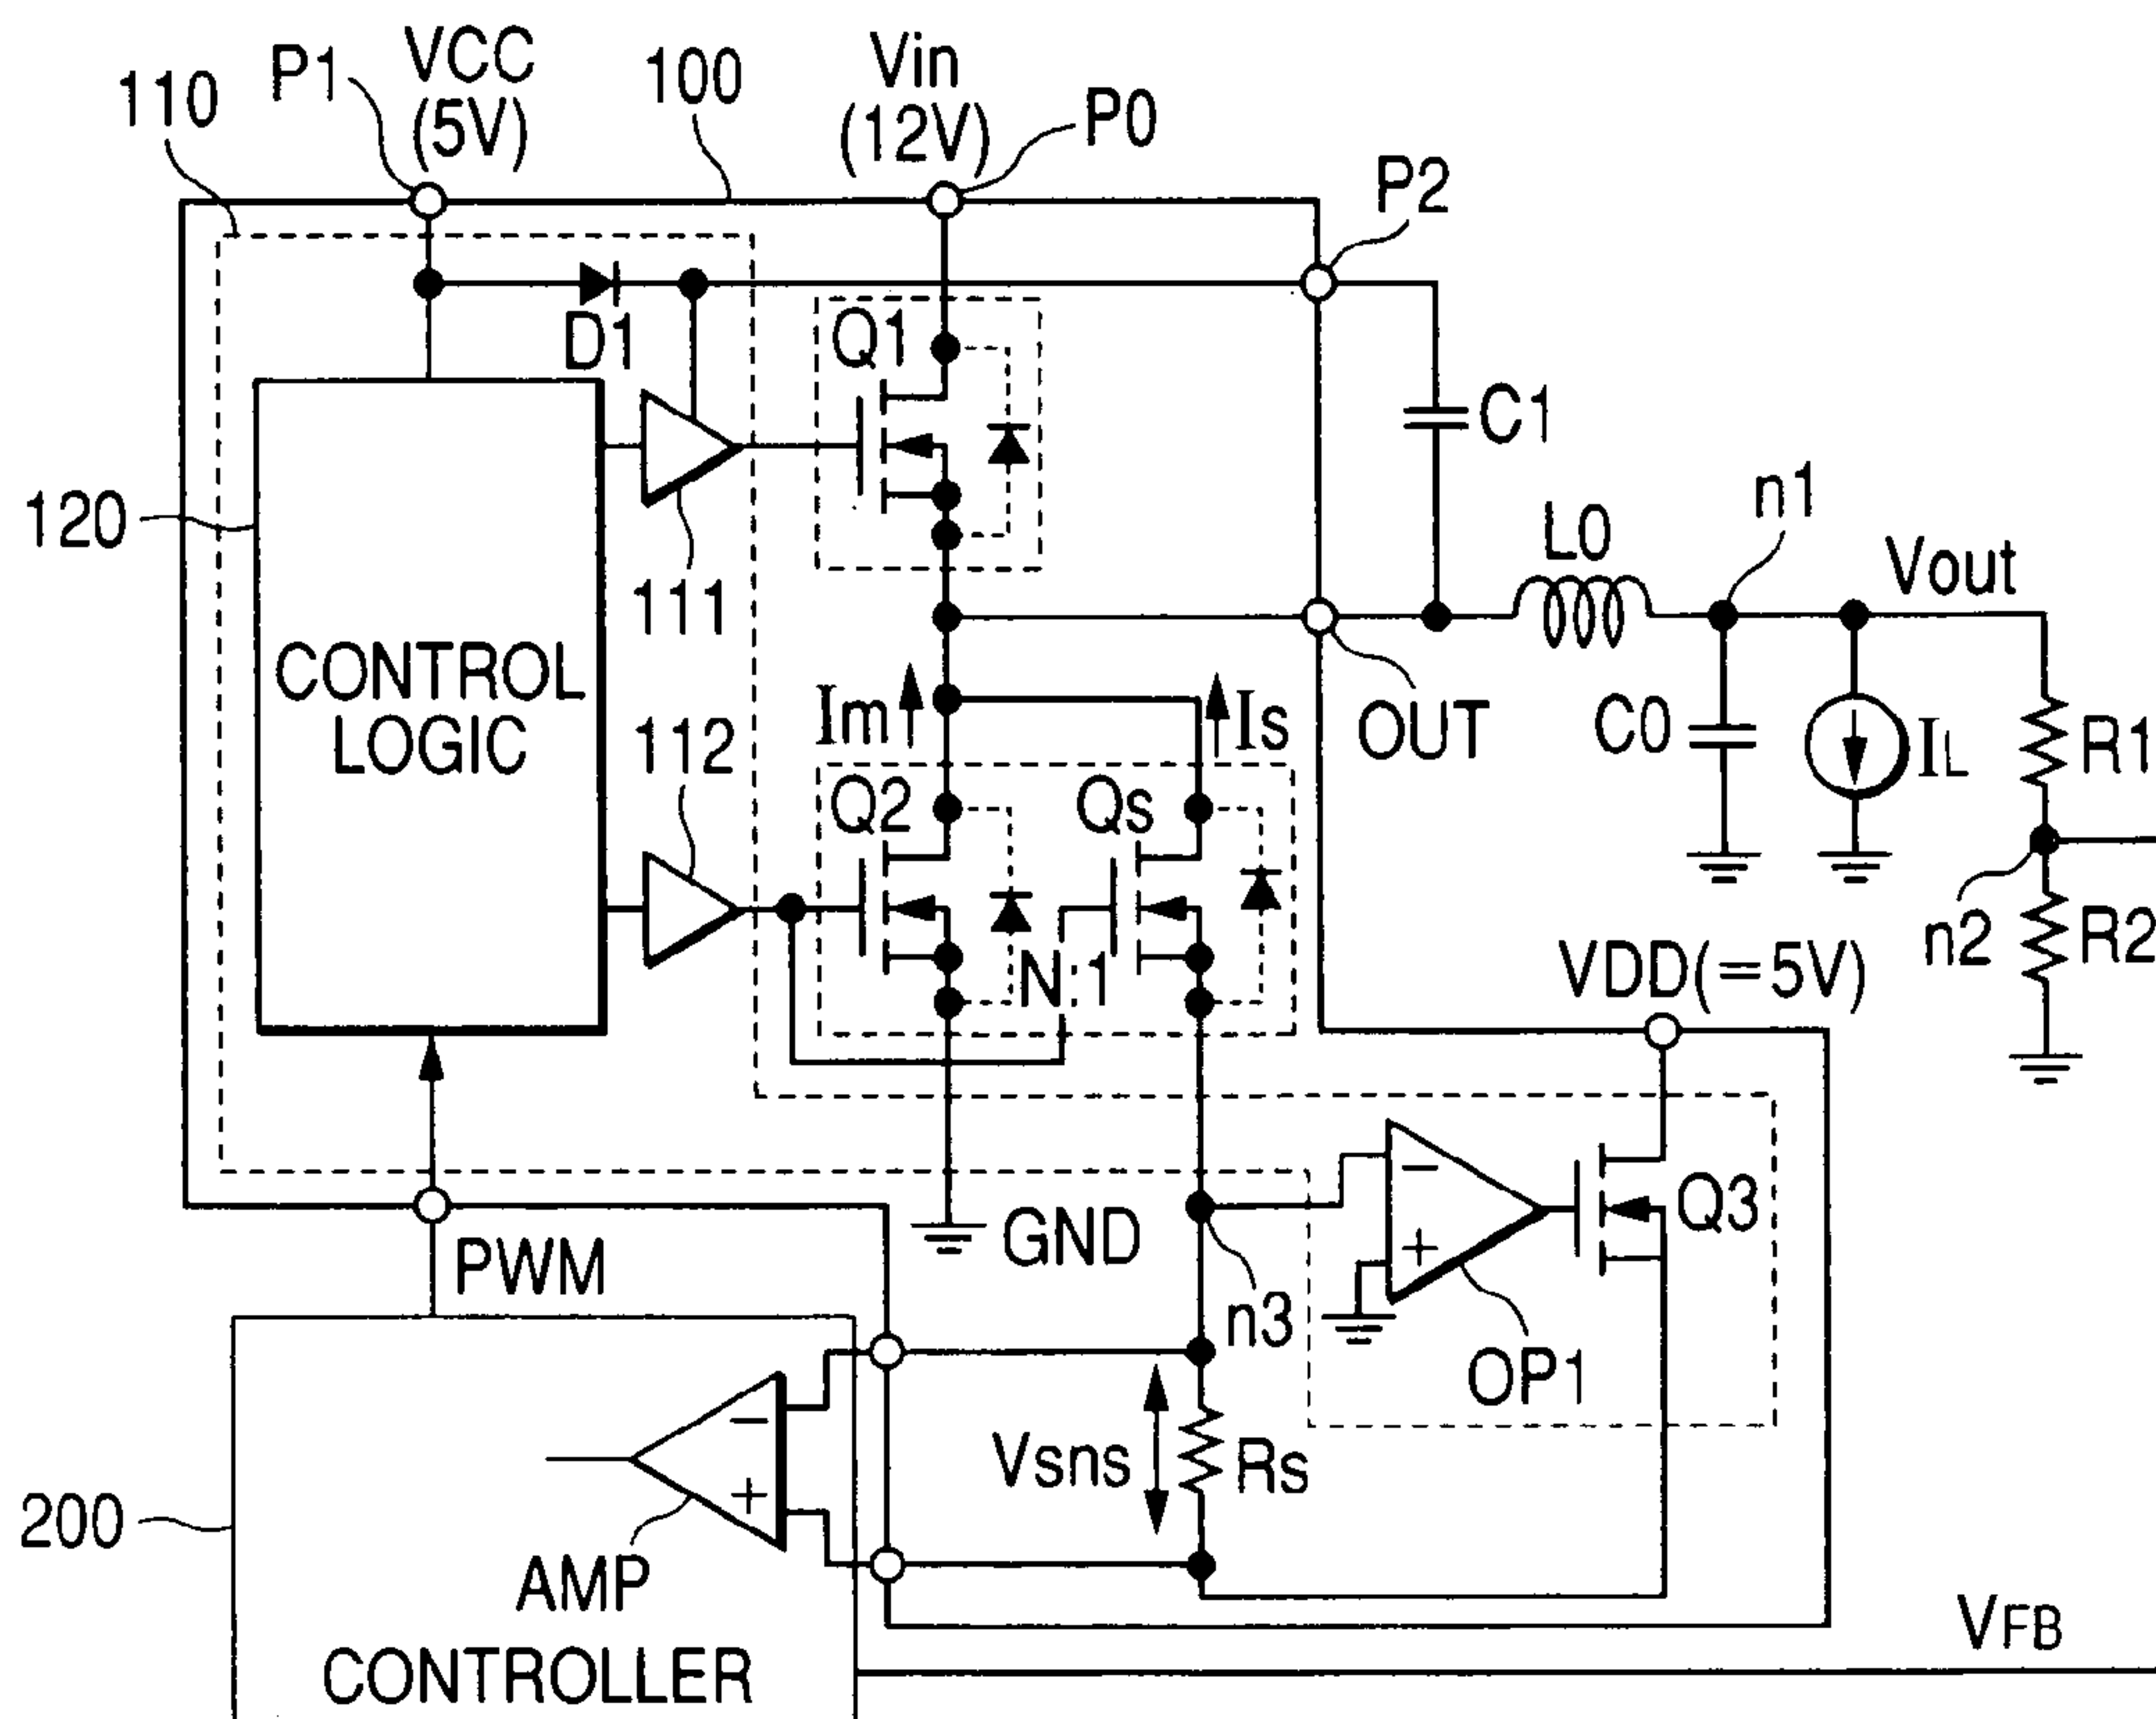 110
P1
VCC
(5V)
100
Vin
(12V)
P0
P2
D1
Q1
C1
120
111
n1
L0
Vout
CONTROL
LOGIC
112
Im
Is
OUT
C0
IL
R1
Q2
Qs
N:1
n2
R2
VDD(=5V)
PWM
GND
n3
Q3
OP1
Vsns
Rs
200
AMP
CONTROLLER
VFB
−
+
−
+